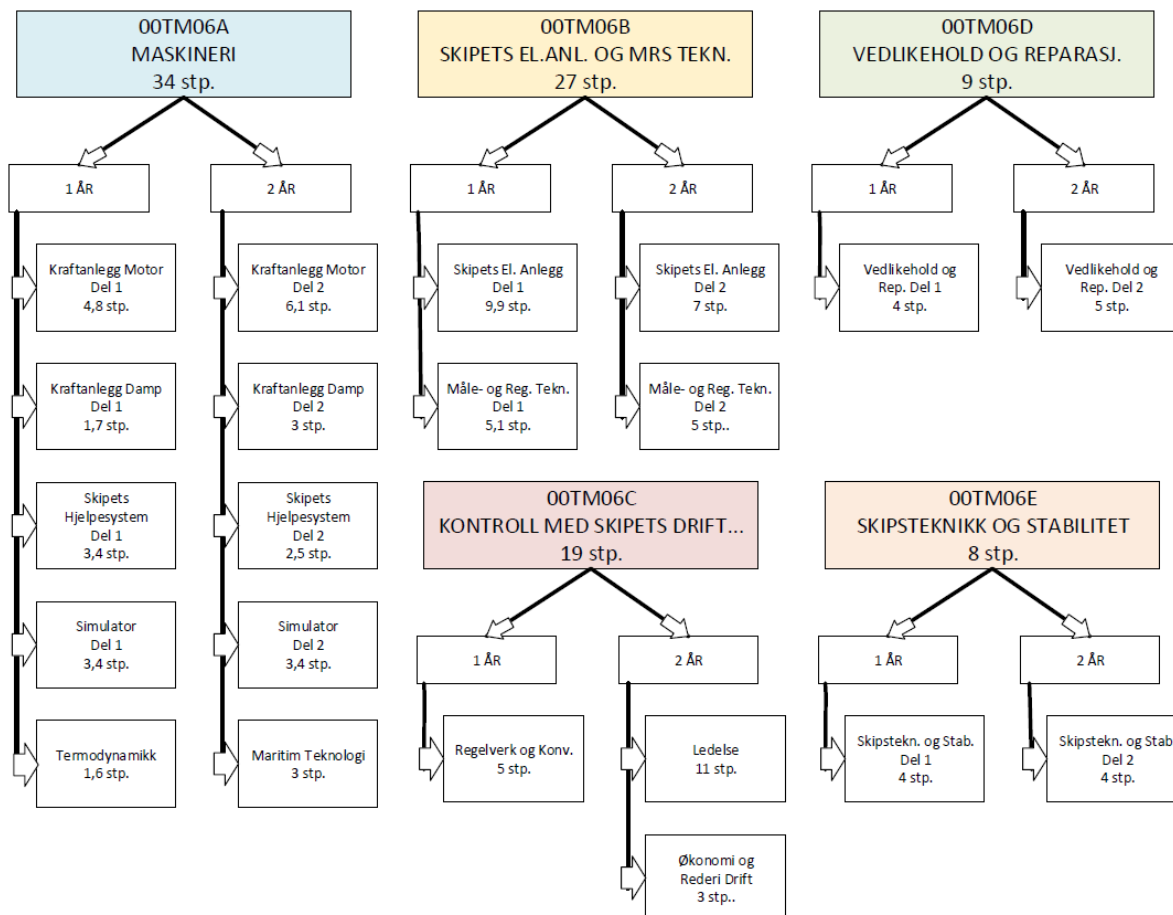 00TM06A
MASKINERI
34 stp.
1 ÅR
Kraftanlegg Motor
Del 1
4,8 stp.
Kraftanlegg Damp
Del 1
1,7 stp.
Skipets
Hjelpesystem
Del 1
3,4 stp.
Simulator
Del 1
3,4 stp.
Termodynamikk
1,6 stp.
2 ÅR
Kraftanlegg Motor
Del 2
6,1 stp.
Kraftanlegg Damp
Del 2
3 stp.
Skipets
Hjelpesystem
Del 2
2,5 stp.
Simulator
Del 2
3,4 stp.
Maritim Teknologi
3 stp.
00TM06B
SKIPETS EL.ANL. OG MRS TEKN.
27 stp.
1 ÅR
Skipets El. Anlegg
Del 1
9,9 stp.
Måle- og Reg. Tekn.
Del 1
5,1 stp.
2 ÅR
Skipets El. Anlegg
Del 2
7 stp.
Måle- og Reg. Tekn.
Del 2
5 stp..
00TM06D
VEDLIKEHOLD OG REPARASJ.
9 stp.
1 ÅR
Vedlikehold og
Rep. Del 1
4 stp.
2 ÅR
Vedlikehold og
Rep. Del 2
5 stp.
00TM06C
KONTROLL MED SKIPETS DRIFT...
19 stp.
1 ÅR
Regelverk og Konv.
5 stp.
2 ÅR
Ledelse
11 stp.
Økonomi og
Rederi Drift
3 stp..
00TM06E
SKIPSTEKNIKK OG STABILITET
8 stp.
1 ÅR
Skipstekn. og Stab.
Del 1
4 stp.
2 ÅR
Skipstekn. og Stab.
Del 2
4 stp.